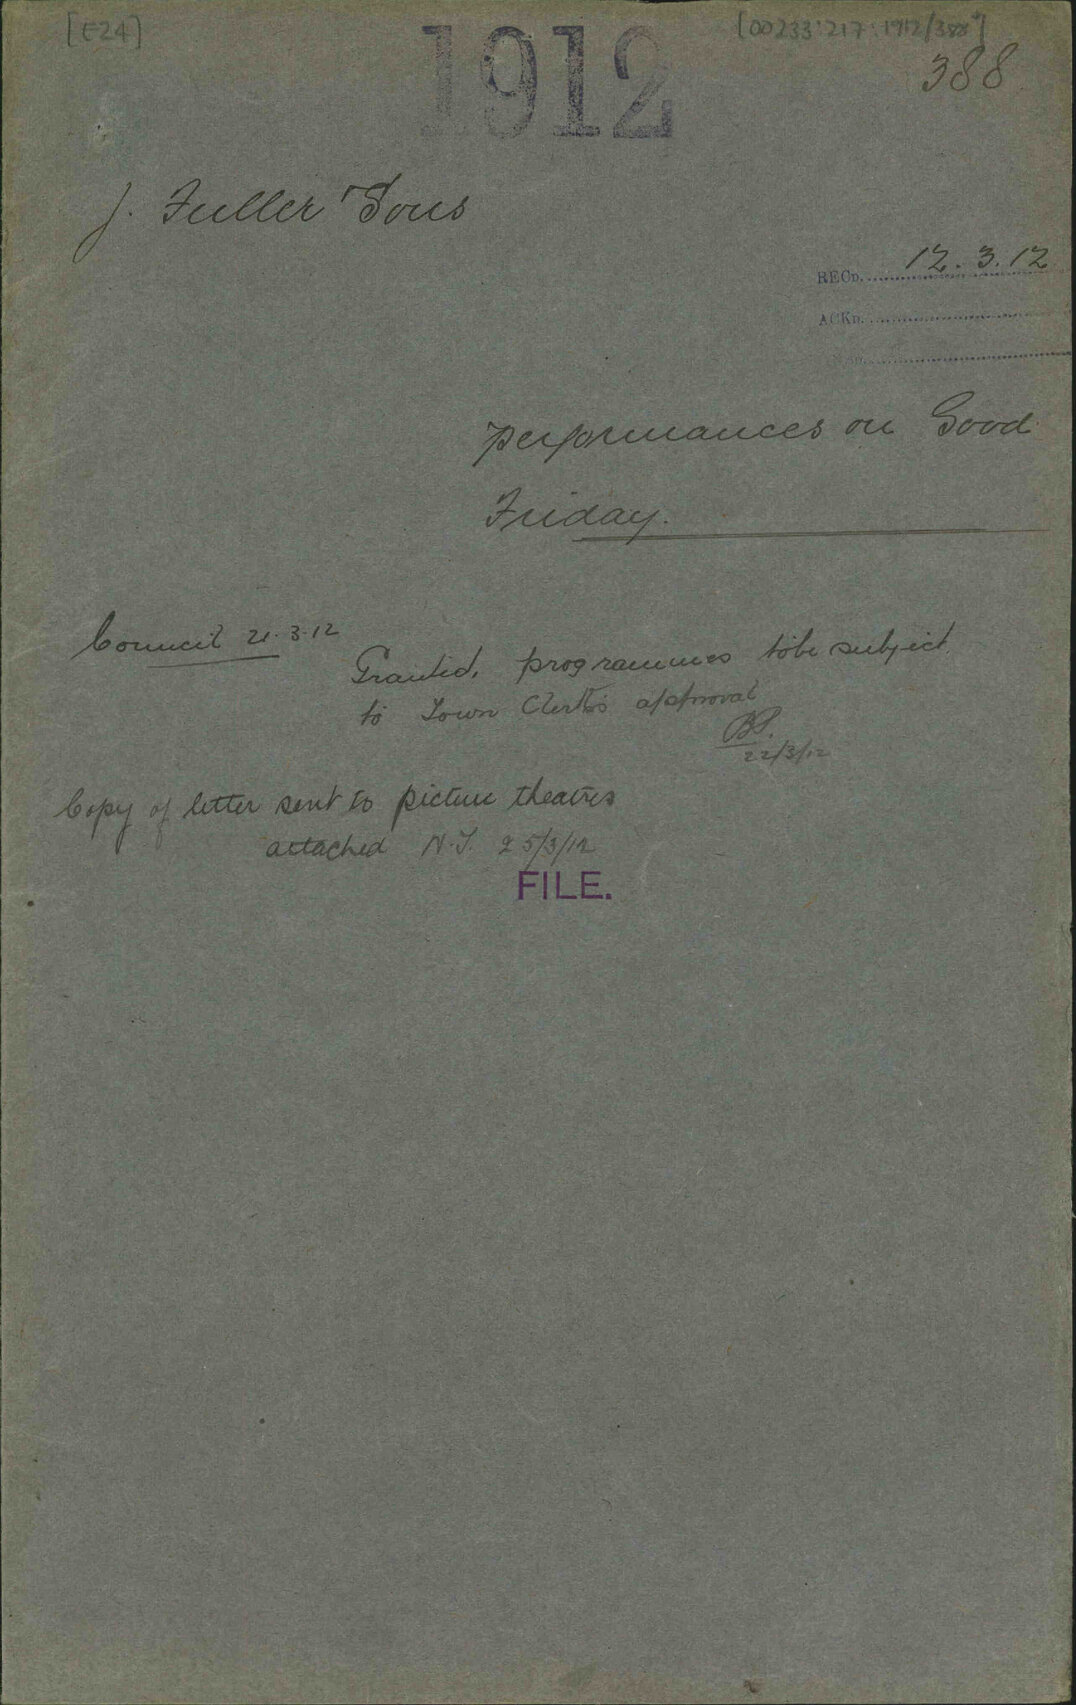 [E24]
[00233:217:1912/388]
1912
388
J. Fuller & Sons
RECD. 12.3.12
ACKD.
performances on Good
Friday.
Council 21.3.12
Granted, programmes to be subject
to Town Clerk's approval
22/3/12
Copy of letter sent to picture theatres
attached N.J. 25/3/12
FILE.